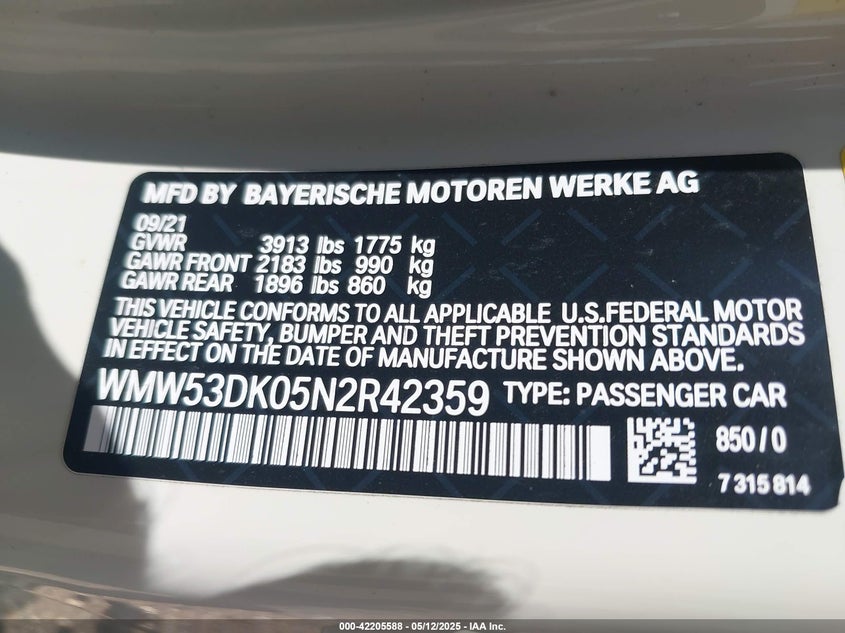 MFD BY BAYERISCHE MOTOREN WERKE AG
09/21
GVWR 3913 lbs 1775 kg
GAWR FRONT 2183 lbs 990 kg
GAWR REAR 1896 lbs 860 kg
THIS VEHICLE CONFORMS TO ALL APPLICABLE U.S.FEDERAL MOTOR
VEHICLE SAFETY, BUMPER AND THEFT PREVENTION STANDARDS
IN EFFECT ON THE DATE OF MANUFACTURE SHOWN ABOVE.
WMW53DK05N2R42359 TYPE: PASSENGER CAR
850/0
7 315 814
000-42205588 - 05/12/2025 - IAA Inc.